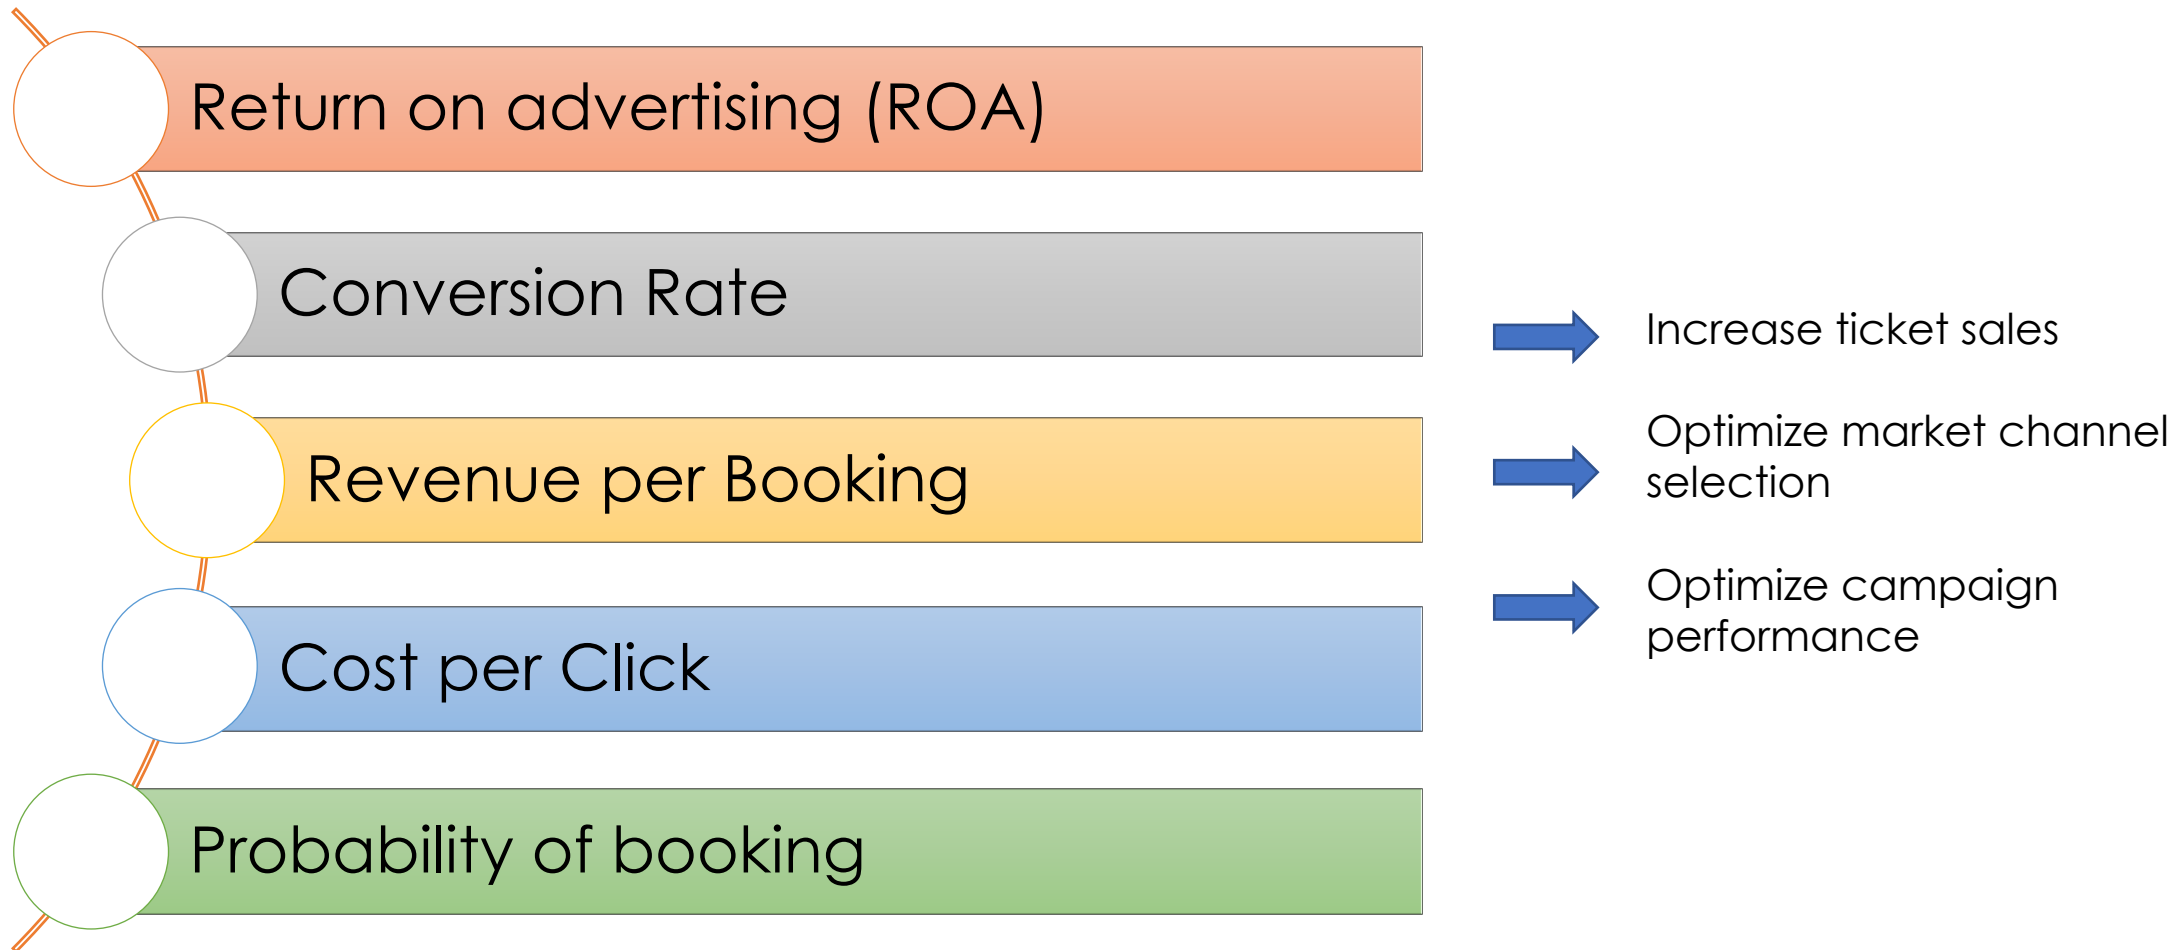 Return on advertising (ROA)
Conversion Rate
Revenue per Booking
Cost per Click
Probability of booking
Increase ticket sales
Optimize market channel
selection
Optimize campaign
performance